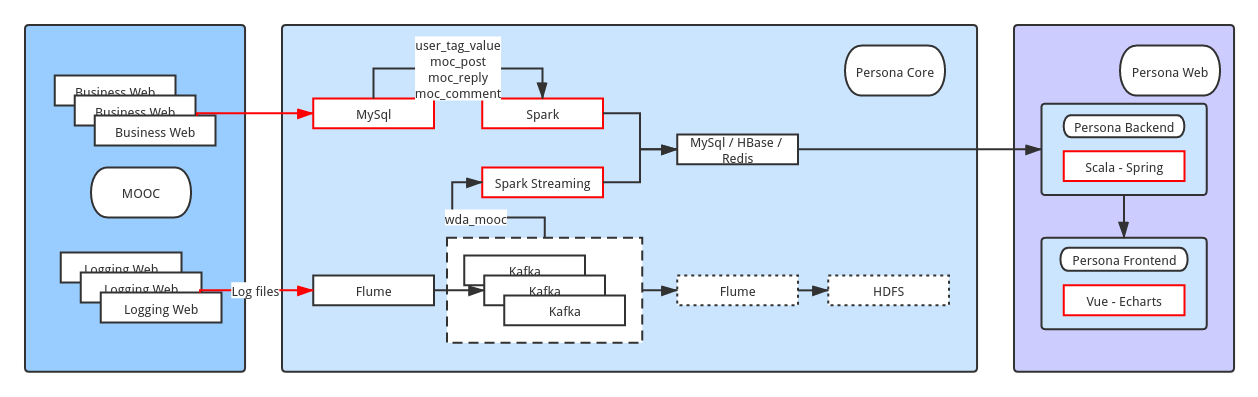 Business Web
Business Web
Business Web
MOOC
Logging Web
Logging Web
Logging Web
Log files
user_tag_value
moc_post
moc_reply
moc_comment
MySql
Spark
Persona Core
MySql / HBase /
Redis
Spark Streaming
wda_mooc
Flume
Kafka
Kafka
Kafka
Flume
HDFS
Persona Web
Persona Backend
Scala - Spring
Persona Frontend
Vue - Echarts